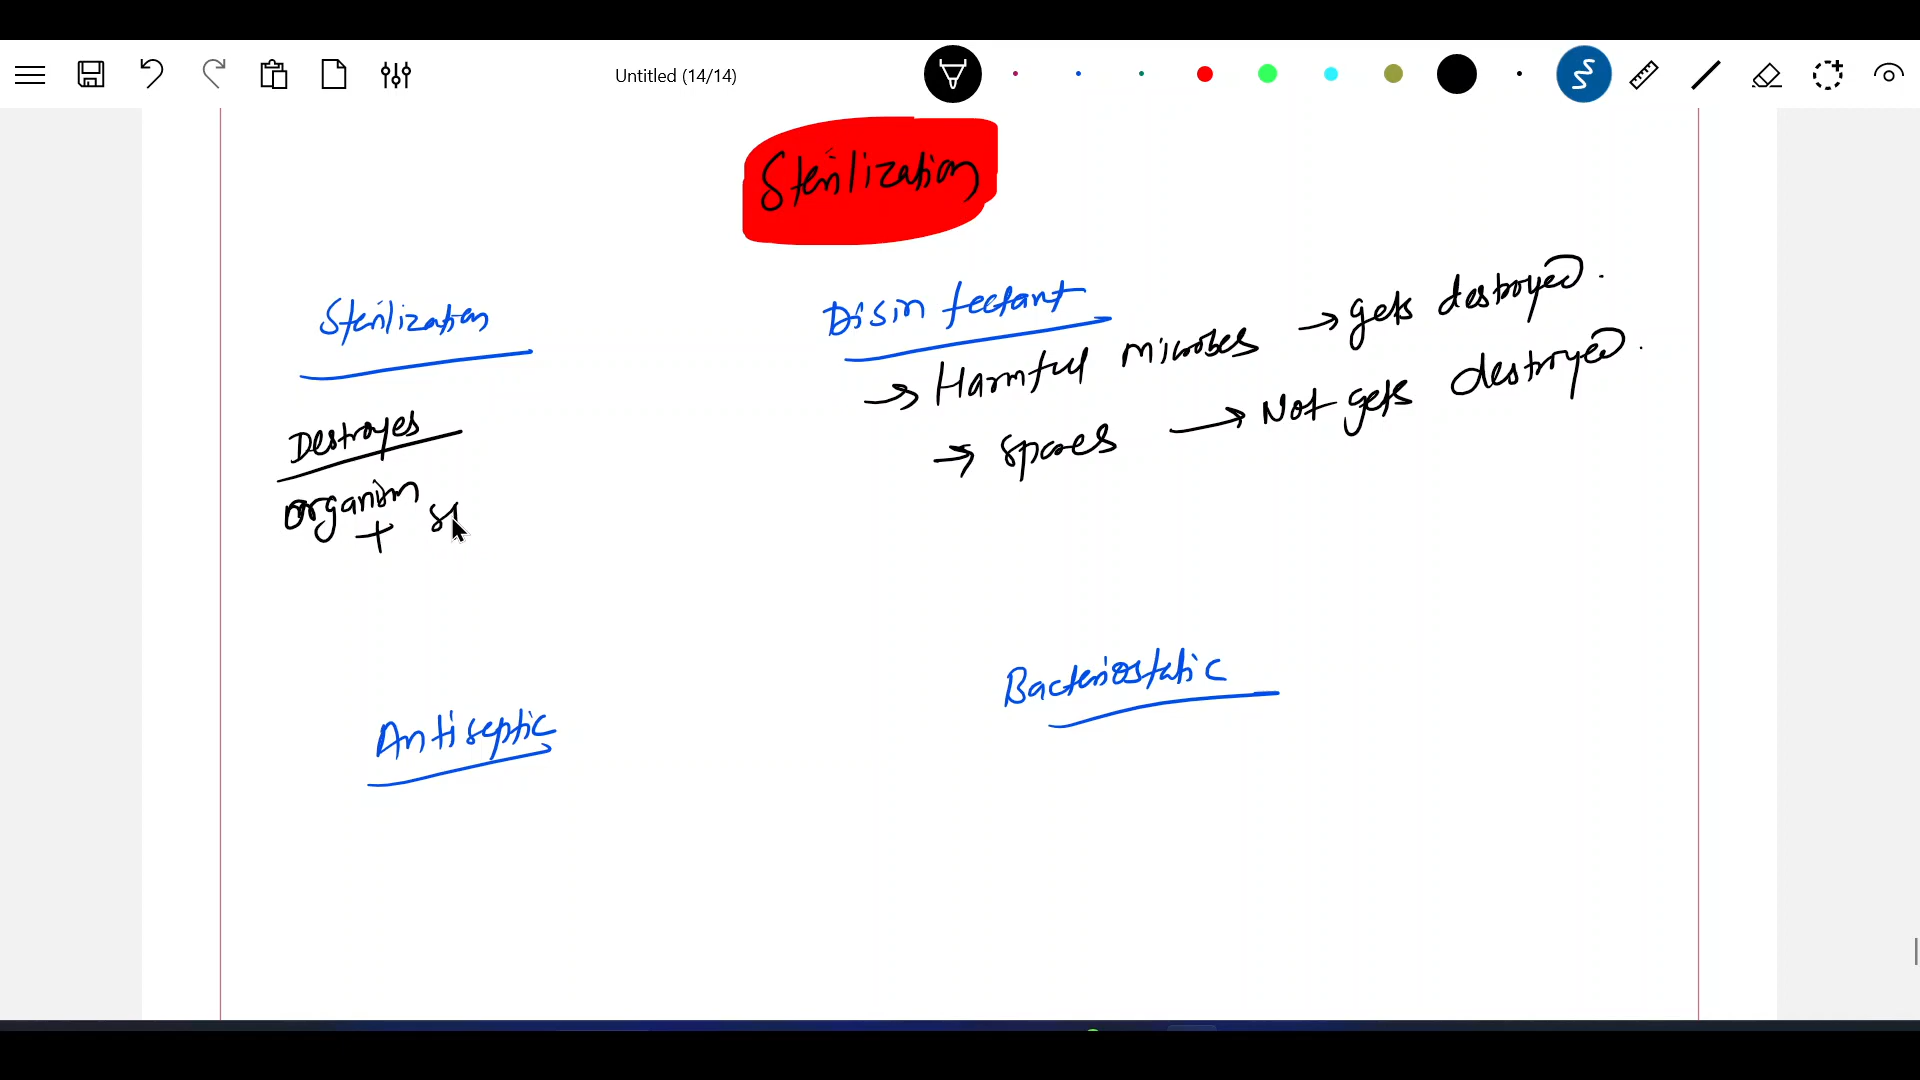 Untitled (14/14)
Sterilization
Sterilization
Destroyes
organism
+
Disinfectant
→ Harmful microbes → gets destroyed.
→ spores → Not gets destroyed.
Antiseptic
Bacteriostatic